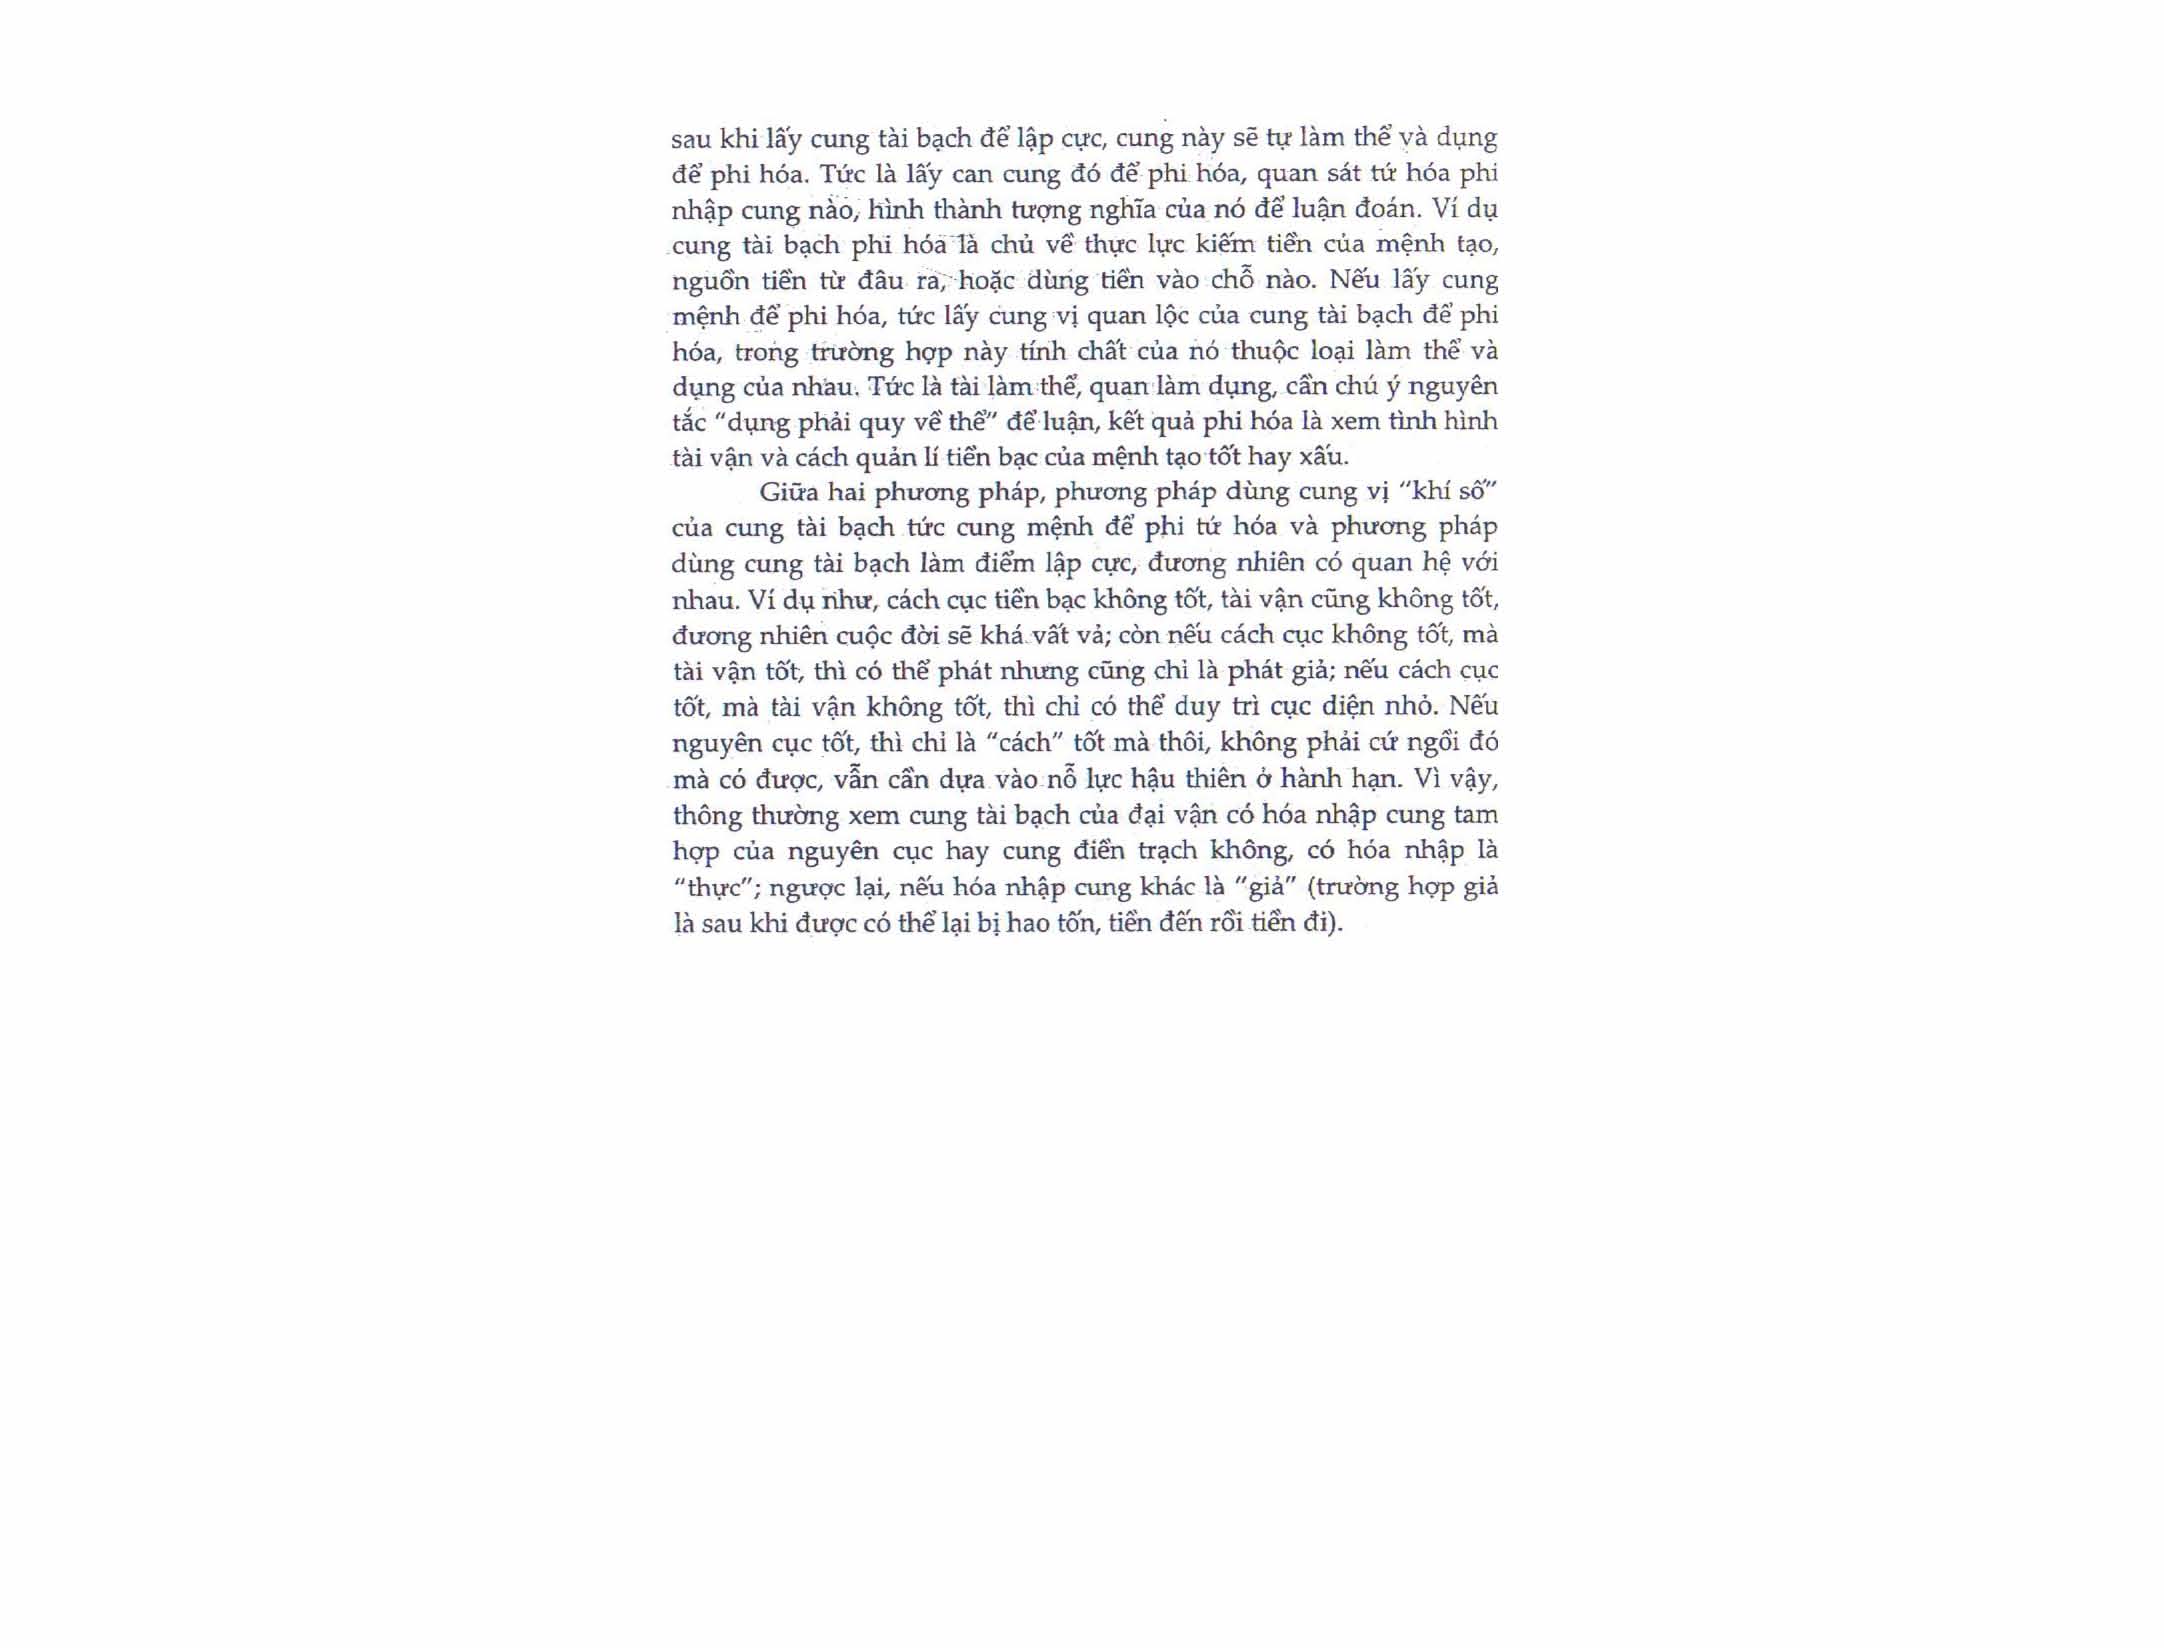 sau khi lấy cung tài bạch để lập cực, cung này sẽ tự làm thể và dụng
để phi hóa. Tức là lấy can cung đó để phi hóa, quan sát tứ hóa phi
nhập cung nào, hình thành tượng nghĩa của nó để luận đoán. Ví dụ
cung tài bạch phi hóa là chủ về thực lực kiếm tiền của mệnh tạo,
nguồn tiền từ đâu ra, hoặc dùng tiền vào chỗ nào. Nếu lấy cung
mệnh để phi hóa, tức lấy cung vị quan lộc của cung tài bạch để phi
hóa, trong trường hợp này tính chất của nó thuộc loại làm thể và
dụng của nhau. Tức là tài làm thể, quan làm dụng, cần chú ý nguyên
tắc "dụng phải quy về thể" để luận, kết quả phi hóa là xem tình hình
tài vận và cách quản lí tiền bạc của mệnh tạo tốt hay xấu.
Giữa hai phương pháp, phương pháp dùng cung vị "khí số"
của cung tài bạch tức cung mệnh để phi tứ hóa và phương pháp
dùng cung tài bạch làm điểm lập cực, đương nhiên có quan hệ với
nhau. Ví dụ như, cách cục tiền bạc không tốt, tài vận cũng không tốt,
đương nhiên cuộc đời sẽ khá vất vả; còn nếu cách cục không tốt, mà
tài vận tốt, thì có thể phát nhưng cũng chỉ là phát giả; nếu cách cục
tốt, mà tài vận không tốt, thì chỉ có thể duy trì cục diện nhỏ. Nếu
nguyên cục tốt, thì chỉ là "cách" tốt mà thôi, không phải cứ ngồi đó
mà có được, vẫn cần dựa vào nỗ lực hậu thiên ở hành hạn. Vì vậy,
thông thường xem cung tài bạch của đại vận có hóa nhập cung tam
hợp của nguyên cục hay cung điền trạch không, có hóa nhập là
"thực"; ngược lại, nếu hóa nhập cung khác là "giả" (trường hợp giả
là sau khi được có thể lại bị hao tốn, tiền đến rồi tiền đi).